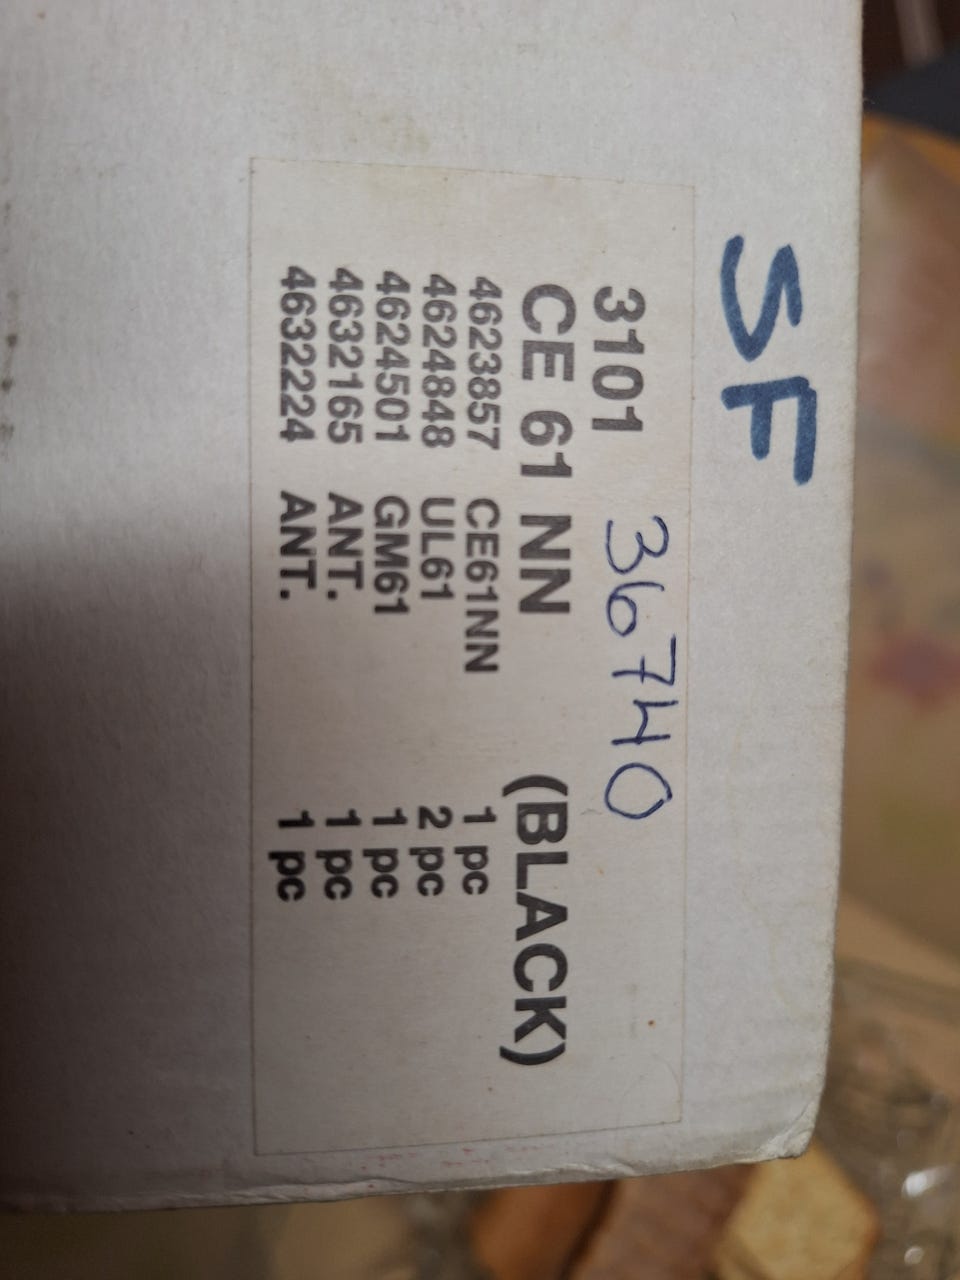 SF
3101 36740
CE 61 NN (BLACK)
4623857 CE61NN 1 pc
4624848 UL61 2 pc
4624501 GM61 1 pc
4632165 ANT. 1 pc
4632224 ANT. 1 pc